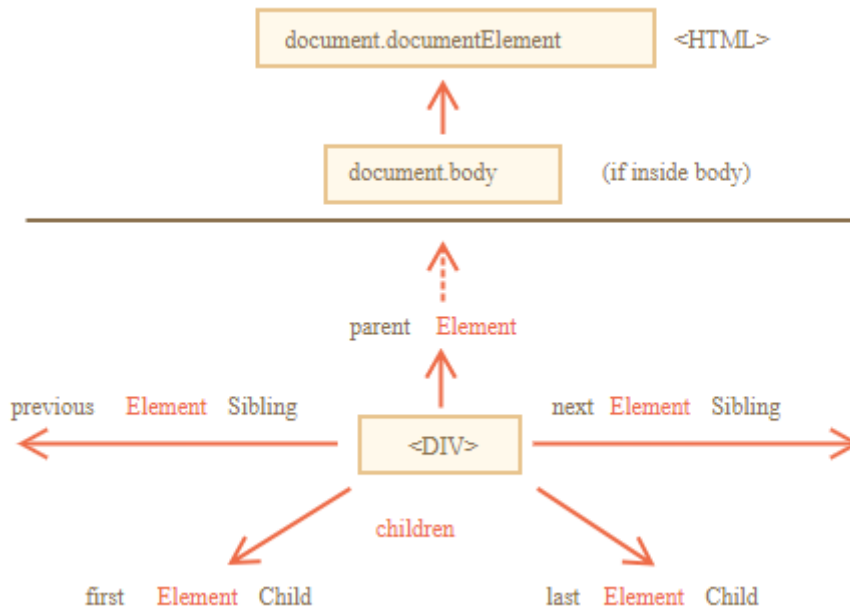 document.documentElement <HTML>
document.body (if inside body)
parent Element
previous Element Sibling
next Element Sibling
<DIV>
children
first Element Child
last Element Child